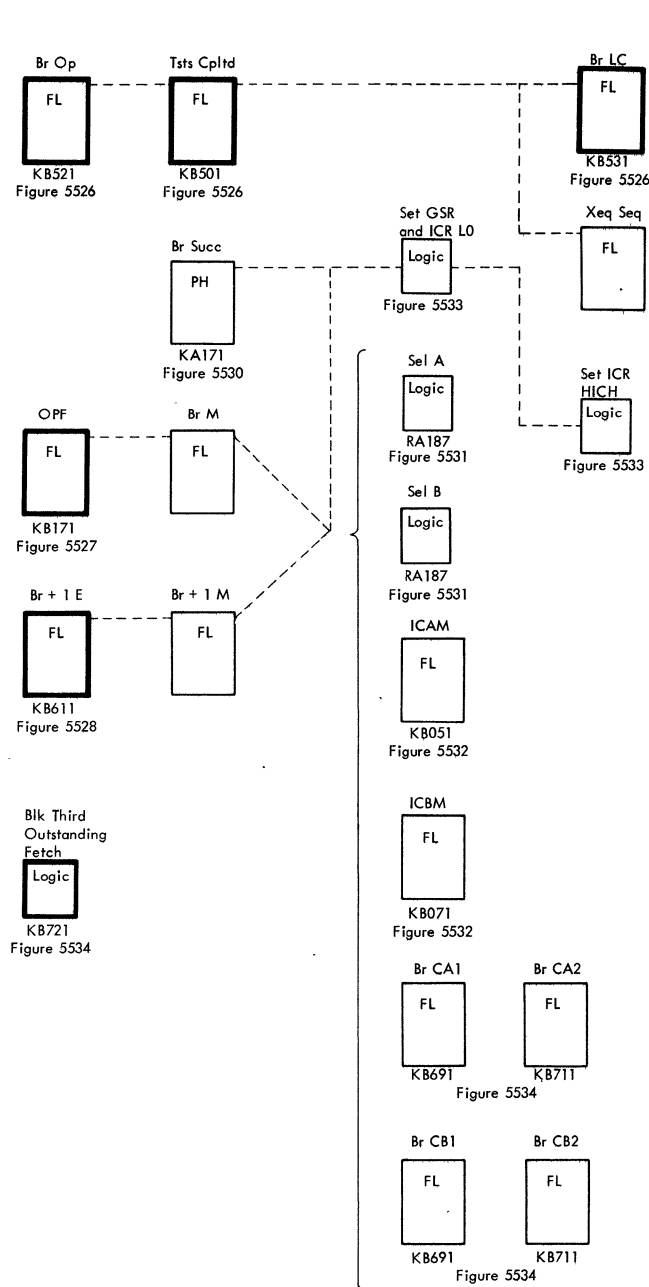 Br Op
FL
KB521
Figure 5526
Tsts Cpltd
FL
KB501
Figure 5526
Br LC
FL
KB531
Figure 5526
Xeq Seq
FL
Br Succ
PH
KA171
Figure 5530
Set GSR
and ICR L0
Logic
Figure 5533
Set ICR
HICH
Logic
Figure 5533
OPF
FL
KB171
Figure 5527
Br M
FL
Br + 1 E
FL
KB611
Figure 5528
Br + 1 M
FL
Blk Third
Outstanding
Fetch
Logic
KB721
Figure 5534
Sel A
Logic
RA187
Figure 5531
Sel B
Logic
RA187
Figure 5531
ICAM
FL
KB051
Figure 5532
ICBM
FL
KB071
Figure 5532
Br CA1
FL
KB691
Br CA2
FL
KB711
Figure 5534
Br CB1
FL
KB691
Br CB2
FL
KB711
Figure 5534